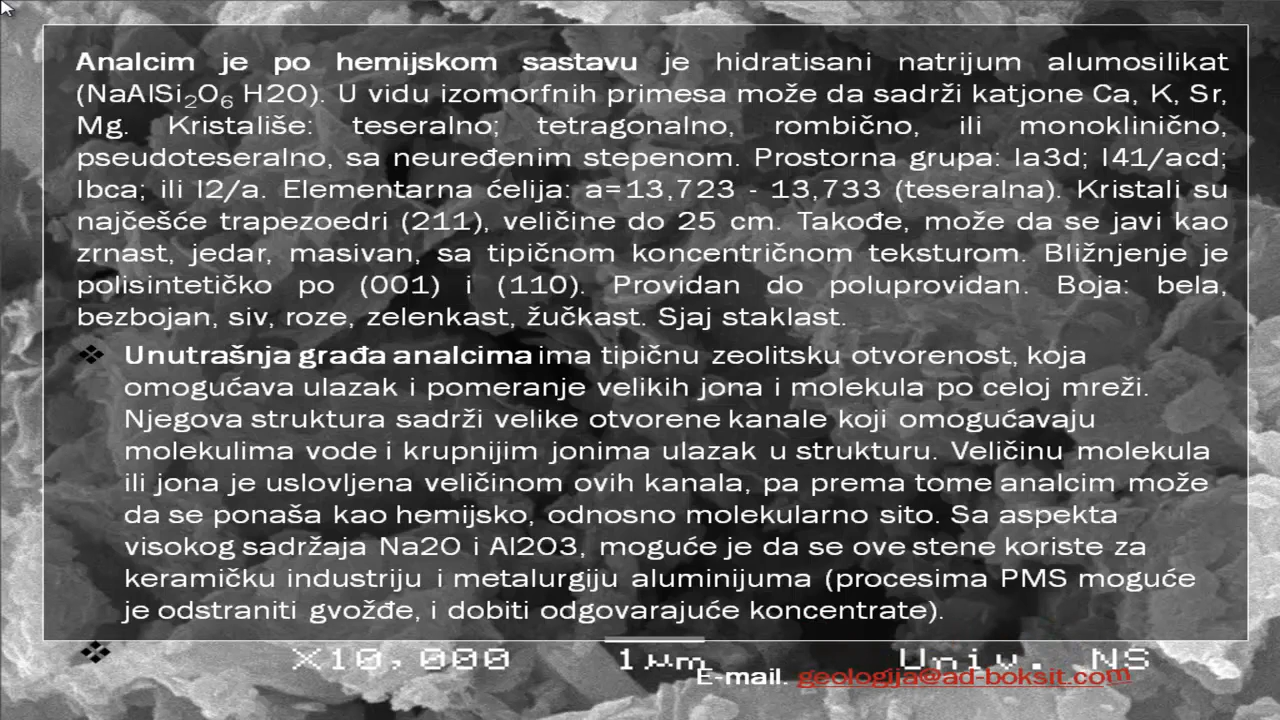 Analcim je po hemijskom sastavu je hidratisani natrijum alumosilikat
(NaAlSi₂O₆ H2O). U vidu izomorfnih primesa može da sadrži katjone Ca, K, Sr,
Mg. Kristališe: teseralno; tetragonalno, rombično, ili monoklinično,
pseudoteseralno, sa neuređenim stepenom. Prostorna grupa: Ia3d; I41/acd;
Ibca; ili I2/a. Elementarna ćelija: a=13,723 - 13,733 (teseralna). Kristali su
najčešće trapezoedri (211), veličine do 25 cm. Takođe, može da se javi kao
zrnast, jedar, masivan, sa tipičnom koncentričnom teksturom. Bližnjenje je
polisintetičko po (001) i (110). Providan do poluprovidan. Boja: bela,
bezbojan, siv, roze, zelenkast, žučkast. Sjaj staklast.
❖ Unutrašnja građa analcima ima tipičnu zeolitsku otvorenost, koja
omogućava ulazak i pomeranje velikih jona i molekula po celoj mreži.
Njegova struktura sadrži velike otvorene kanale koji omogućavaju
molekulima vode i krupnijim jonima ulazak u strukturu. Veličinu molekula
ili jona je uslovljena veličinom ovih kanala, pa prema tome analcim može
da se ponaša kao hemijsko, odnosno molekularno sito. Sa aspekta
visokog sadržaja Na2O i Al2O3, moguće je da se ove stene koriste za
keramičku industriju i metalurgiju aluminijuma (procesima PMS moguće
je odstraniti gvožđe, i dobiti odgovarajuće koncentrate).
❖
X10,000 1µm Univ. NS
E-mail. geologija@ad-boksit.com